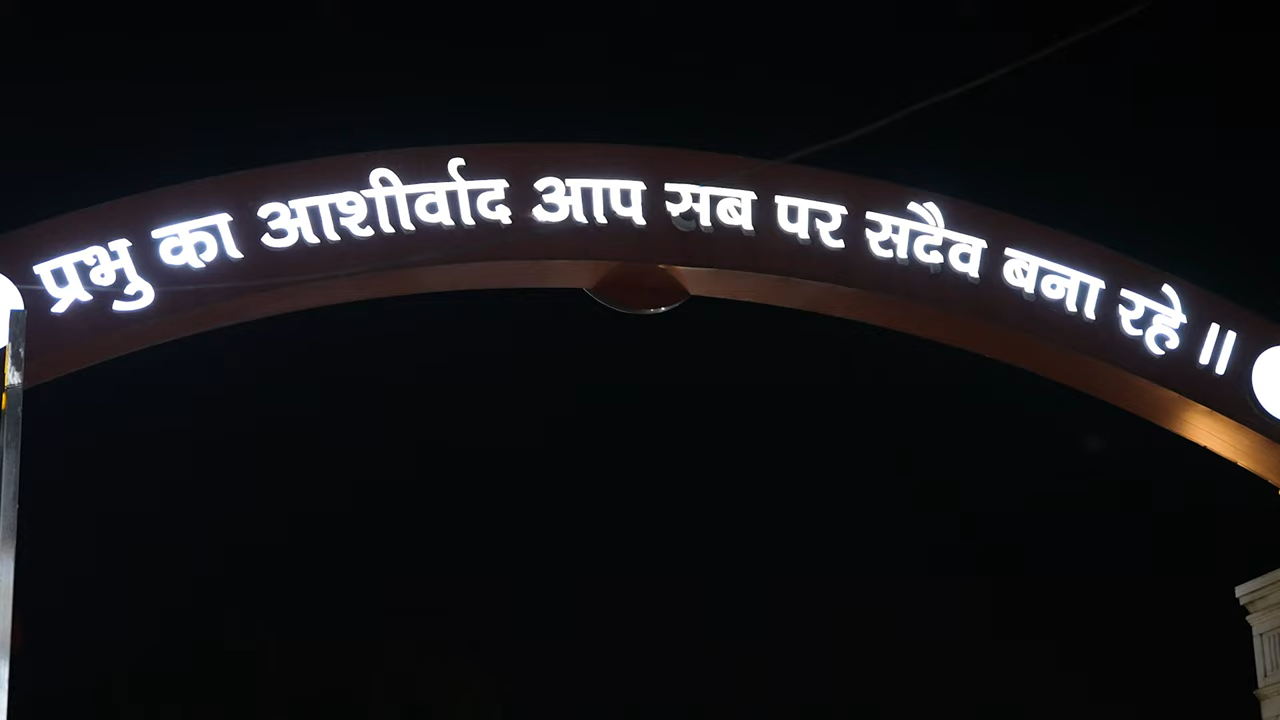 प्रभु का आशीर्वाद आप सब पर सदैव बना रहे ॥